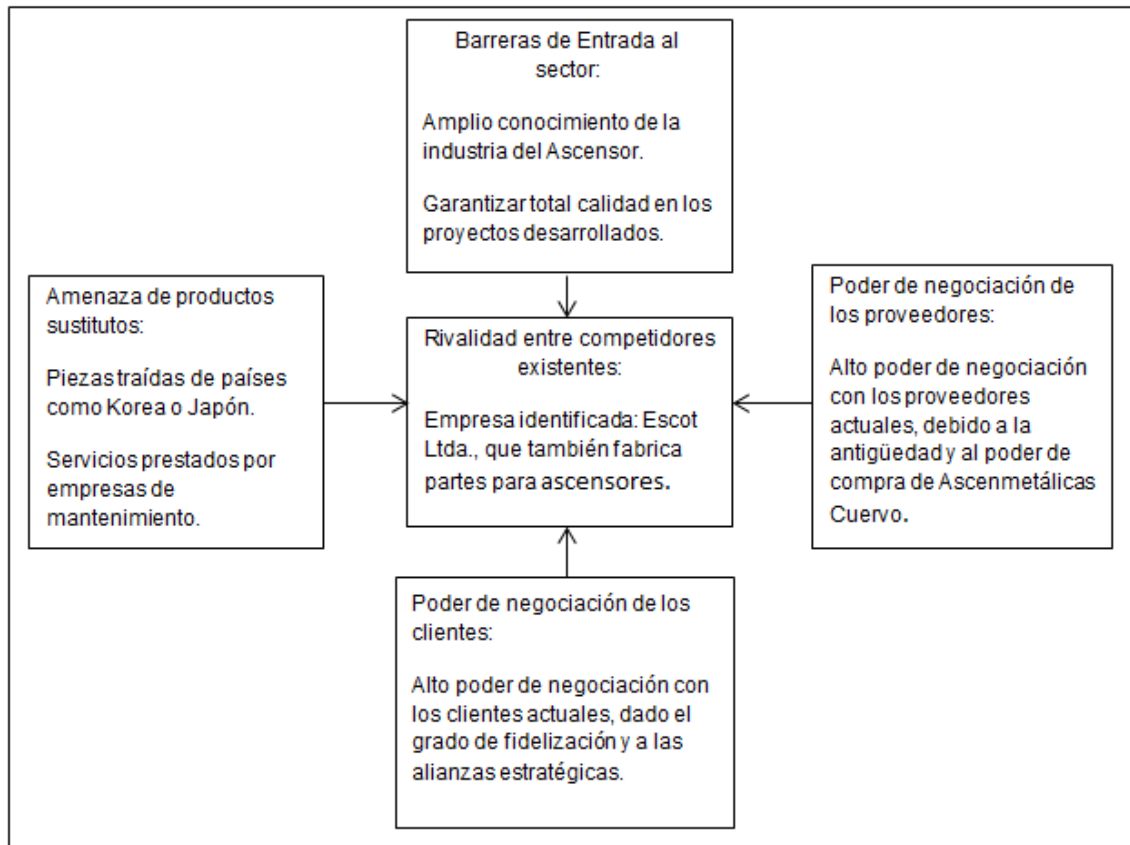 Barreras de Entrada al
sector:
Amplio conocimiento de la
industria del Ascensor.
Garantizar total calidad en los
proyectos desarrollados.
Amenaza de productos
sustitutos:
Piezas traídas de países
como Korea o Japón.
Servicios prestados por
empresas de
mantenimiento.
Rivalidad entre competidores
existentes:
Empresa identificada: Escot
Ltda., que también fabrica
partes para ascensores.
Poder de negociación de
los proveedores:
Alto poder de negociación
con los proveedores
actuales, debido a la
antigüedad y al poder de
compra de Ascenmetálicas
Cuervo.
Poder de negociación de los
clientes:
Alto poder de negociación con
los clientes actuales, dado el
grado de fidelización y a las
alianzas estratégicas.